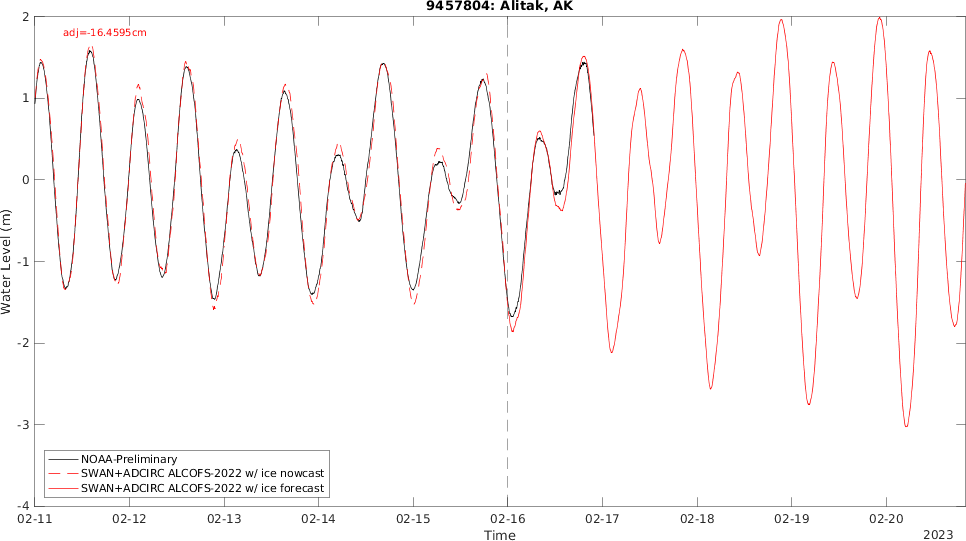 9457804: Alitak, AK
adj=-16.4595cm
2
1
0
-1
-2
-3
-4
Water Level (m)
NOAA-Preliminary
SWAN+ADCIRC ALCOFS-2022 w/ ice nowcast
SWAN+ADCIRC ALCOFS-2022 w/ ice forecast
02-11 02-12 02-13 02-14 02-15 02-16 02-17 02-18 02-19 02-20
Time
2023